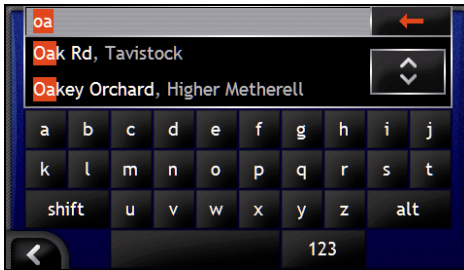 oa
Oak Rd, Tavistock
Oakey Orchard, Higher Metherell
a b c d e f g h i j
k l m n o p q r s t
shift u v w x y z alt
123